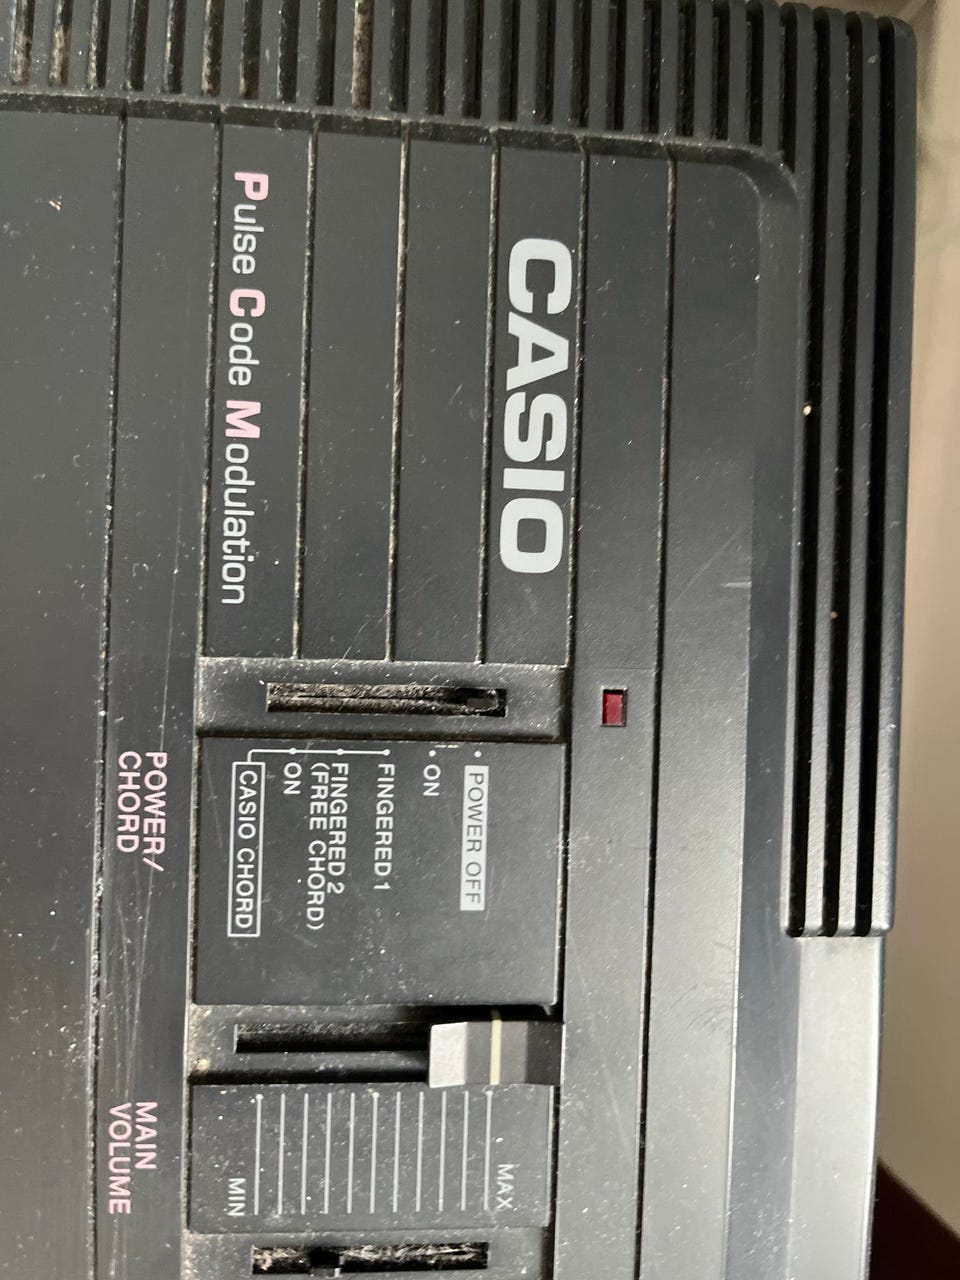 CASIO
Pulse Code Modulation
POWER OFF
ON
FINGERED 1
FINGERED 2
(FREE CHORD)
ON
CASIO CHORD
POWER/
CHORD
MAX
MIN
MAIN
VOLUME